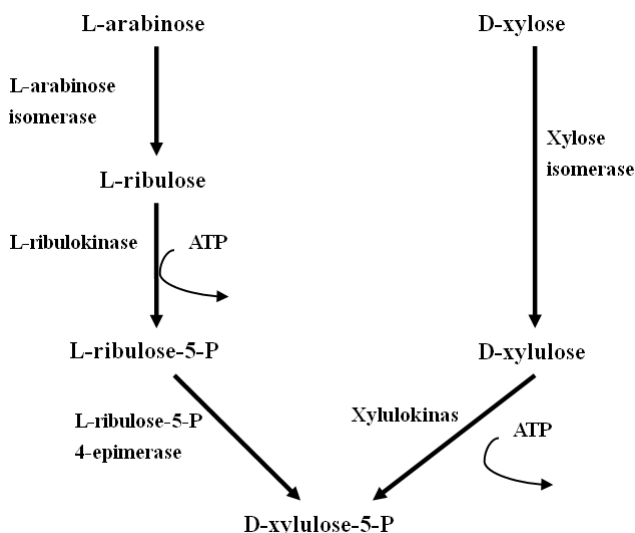 L-arabinose
D-xylose
L-arabinose
isomerase
Xylose
isomerase
L-ribulose
L-ribulokinase
ATP
L-ribulose-5-P
D-xylulose
L-ribulose-5-P
4-epimerase
Xylulokinas
ATP
D-xylulose-5-P